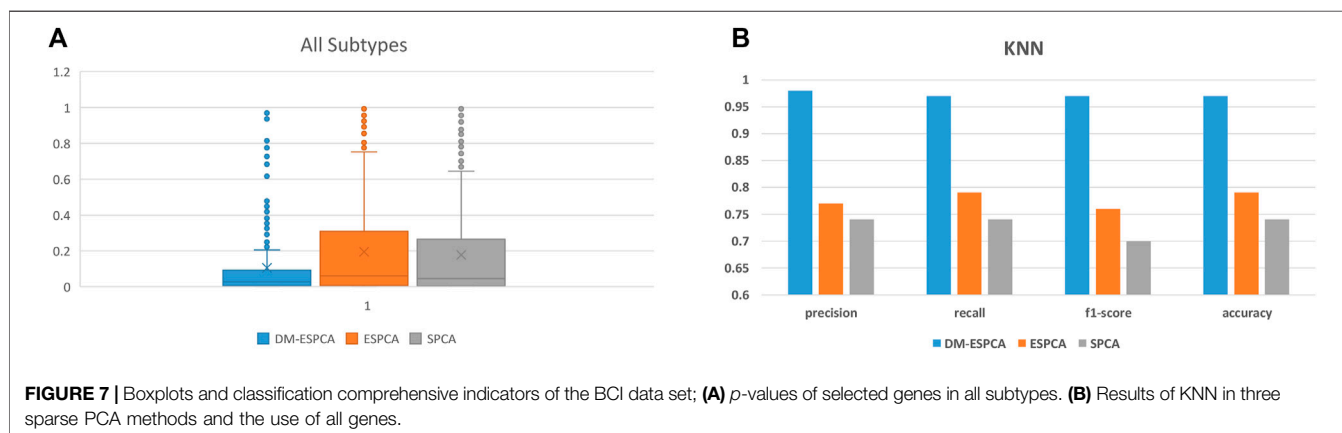 A
All Subtypes
1.2
1
0.8
0.6
0.4
0.2
0
1
DM-ESPCA ESPCA SPCA
B
KNN
1
0.95
0.9
0.85
0.8
0.75
0.7
0.65
0.6
precision recall f1-score accuracy
DM-ESPCA ESPCA SPCA
FIGURE 7 | Boxplots and classification comprehensive indicators of the BCI data set; (A) p-values of selected genes in all subtypes. (B) Results of KNN in three
sparse PCA methods and the use of all genes.